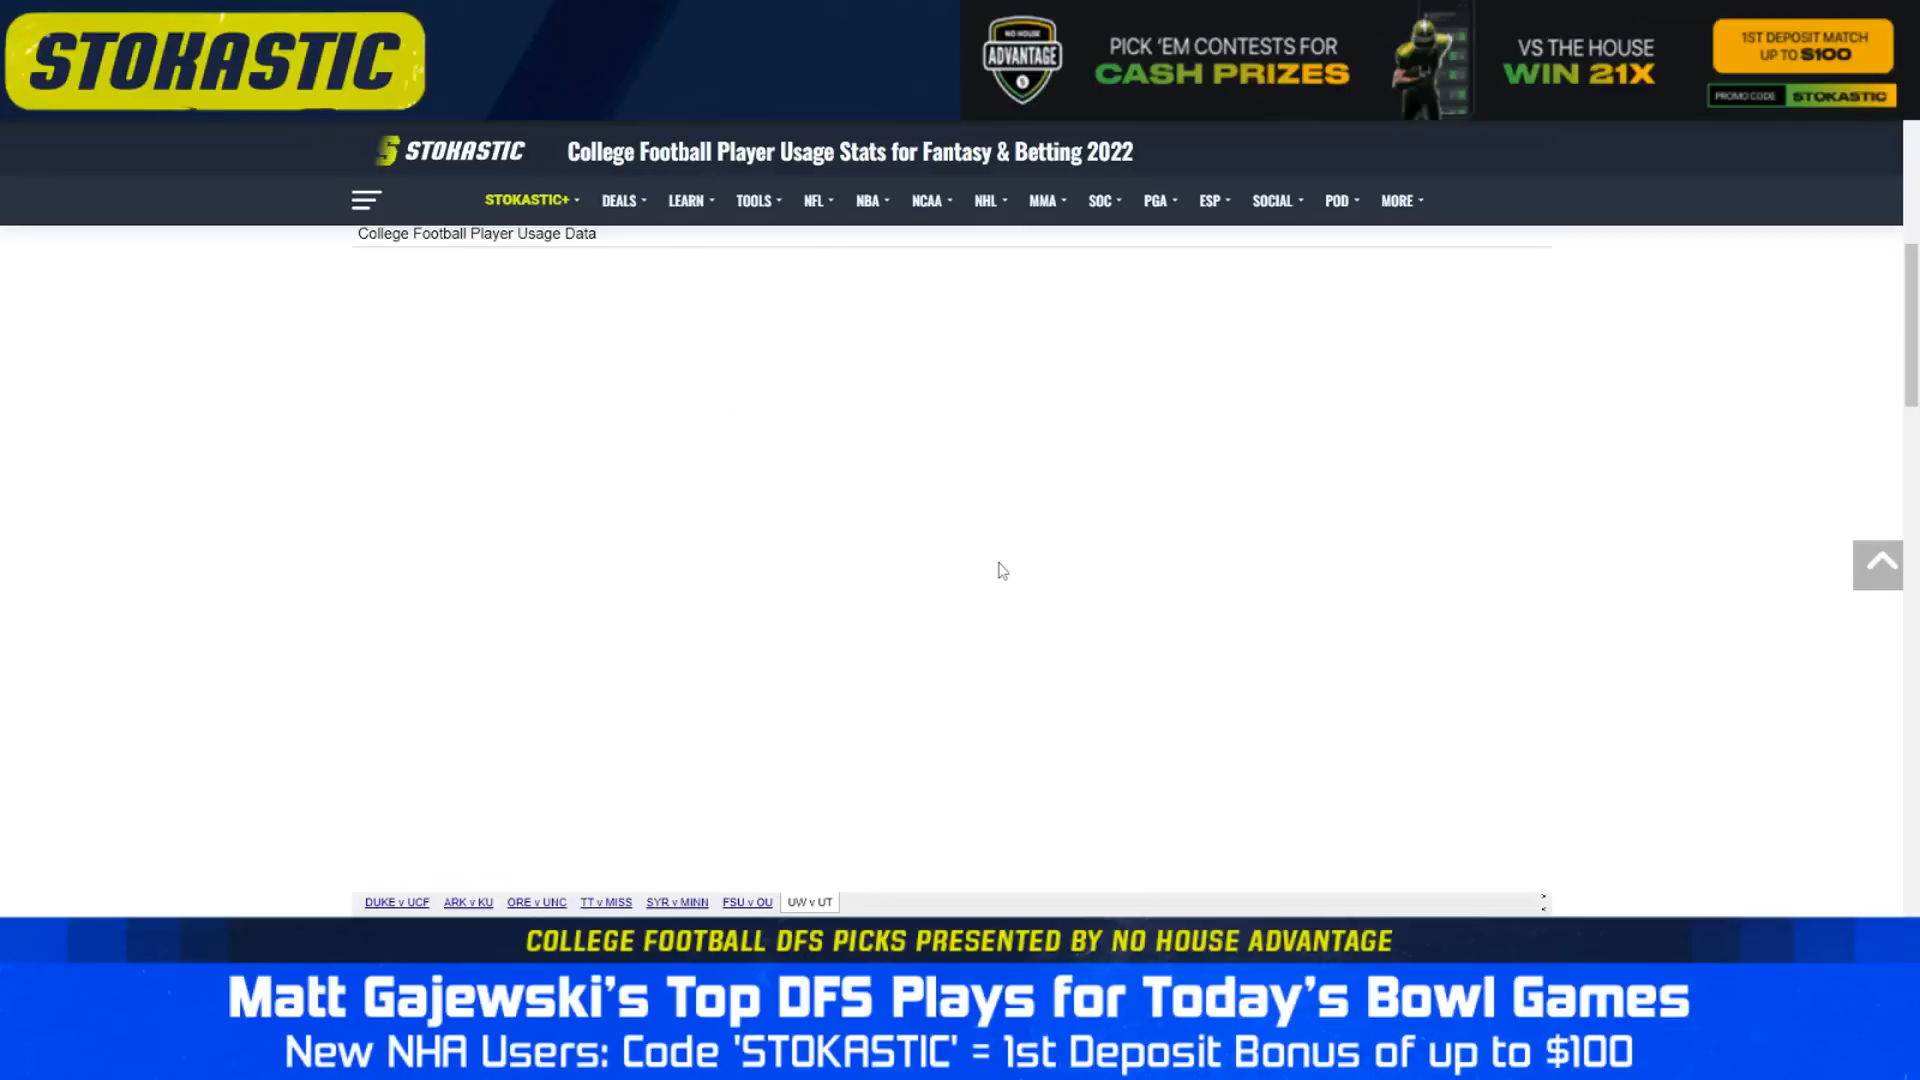 STOKASTIC
NO HOUSE
ADVANTAGE
PICK 'EM CONTESTS FOR
CASH PRIZES
VS THE HOUSE
WIN 21X
1ST DEPOSIT MATCH
UP TO $100
PROMO CODE STOKASTIC
STOKASTIC
College Football Player Usage Stats for Fantasy & Betting 2022
STOKASTIC+ DEALS LEARN TOOLS NFL NBA NCAA NHL MMA SOC PGA ESP SOCIAL POD MORE
College Football Player Usage Data
DUKE v UCF ARK v KU ORE v UNC TT v MISS SYR v MINN FSU v OU UW v UT
COLLEGE FOOTBALL DFS PICKS PRESENTED BY NO HOUSE ADVANTAGE
Matt Gajewski's Top DFS Plays for Today's Bowl Games
New NHA Users: Code 'STOKASTIC' = 1st Deposit Bonus of up to $100